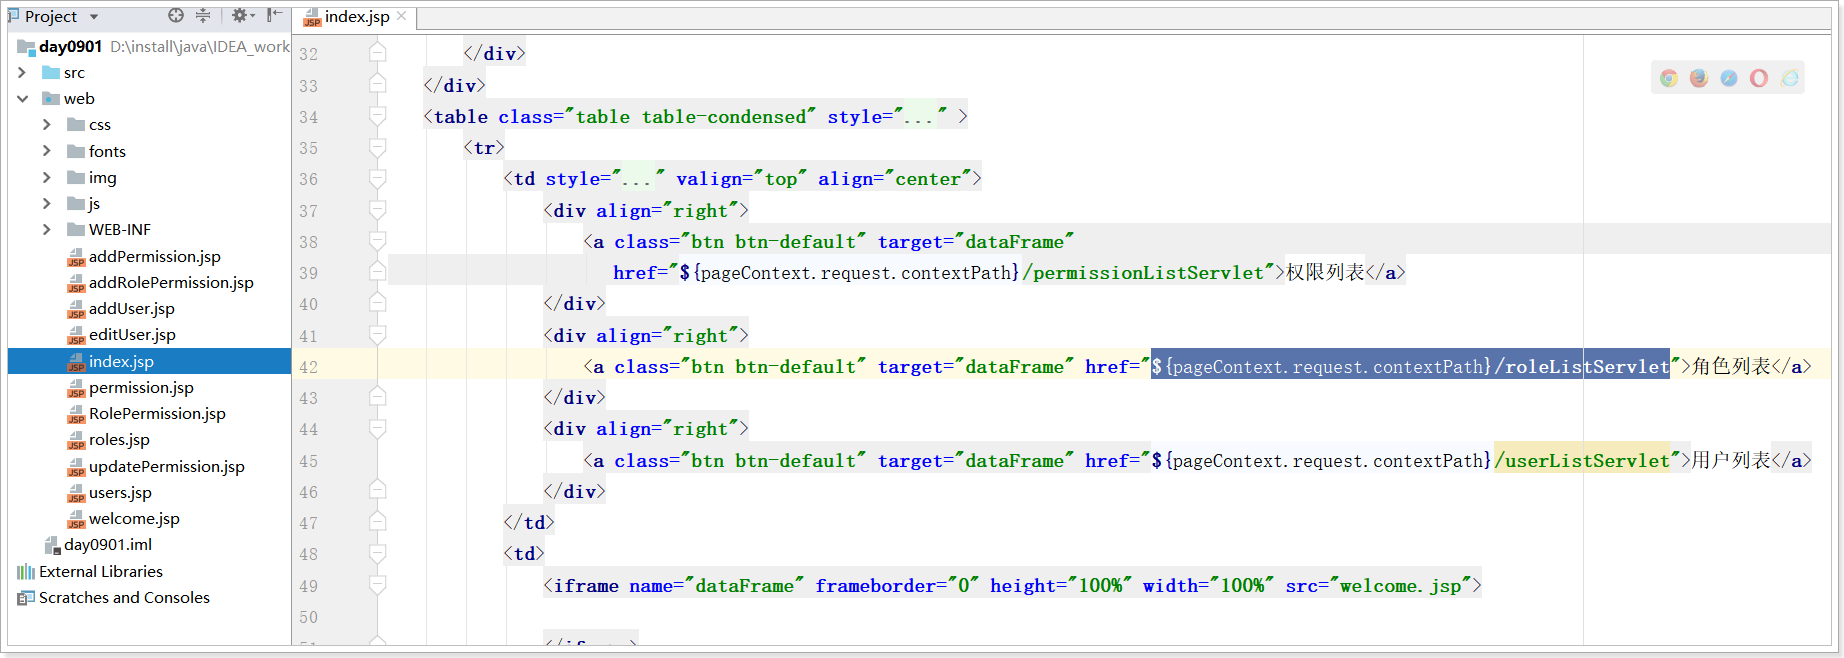 Project
index.jsp
day0901 D:\install\java\IDEA_work
src
web
css
fonts
img
js
WEB-INF
addPermission.jsp
addRolePermission.jsp
addUser.jsp
editUser.jsp
index.jsp
permission.jsp
RolePermission.jsp
roles.jsp
updatePermission.jsp
users.jsp
welcome.jsp
day0901.iml
External Libraries
Scratches and Consoles
32 </div>
33 </div>
34 <table class="table table-condensed" style="..." >
35 <tr>
36 <td style="..." valign="top" align="center">
37 <div align="right">
38 <a class="btn btn-default" target="dataFrame"
39 href="${pageContext.request.contextPath}/permissionListServlet">权限列表</a>
40 </div>
41 <div align="right">
42 <a class="btn btn-default" target="dataFrame" href="${pageContext.request.contextPath}/roleListServlet">角色列表</a>
43 </div>
44 <div align="right">
45 <a class="btn btn-default" target="dataFrame" href="${pageContext.request.contextPath}/userListServlet">用户列表</a>
46 </div>
47 </td>
48 <td>
49 <iframe name="dataFrame" frameborder="0" height="100%" width="100%" src="welcome.jsp">
50